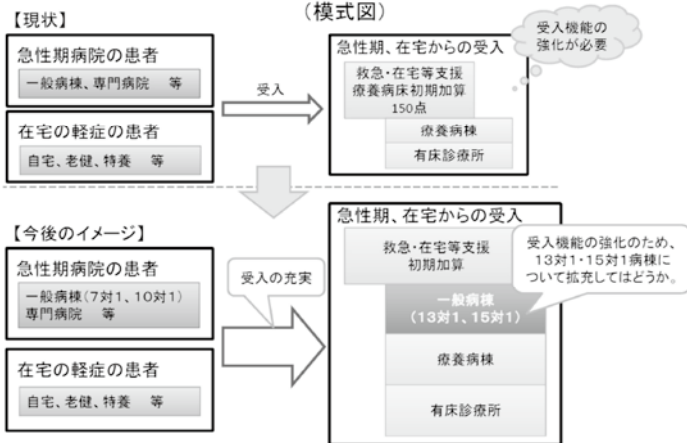 （模式図）
【現状】
急性期病院の患者
一般病棟、専門病院　等
在宅の軽症の患者
自宅、老健、特養　等
受入
急性期、在宅からの受入
救急・在宅等支援
療養病床初期加算
150点
療養病棟
有床診療所
受入機能の
強化が必要
【今後のイメージ】
急性期病院の患者
一般病棟（7対1、10対1）
専門病院　等
在宅の軽症の患者
自宅、老健、特養　等
受入の充実
急性期、在宅からの受入
救急・在宅等支援
初期加算
一般病棟
（13対1、15対1）
療養病棟
有床診療所
受入機能の強化のため、
13対1・15対1病棟に
ついて拡充してはどうか。